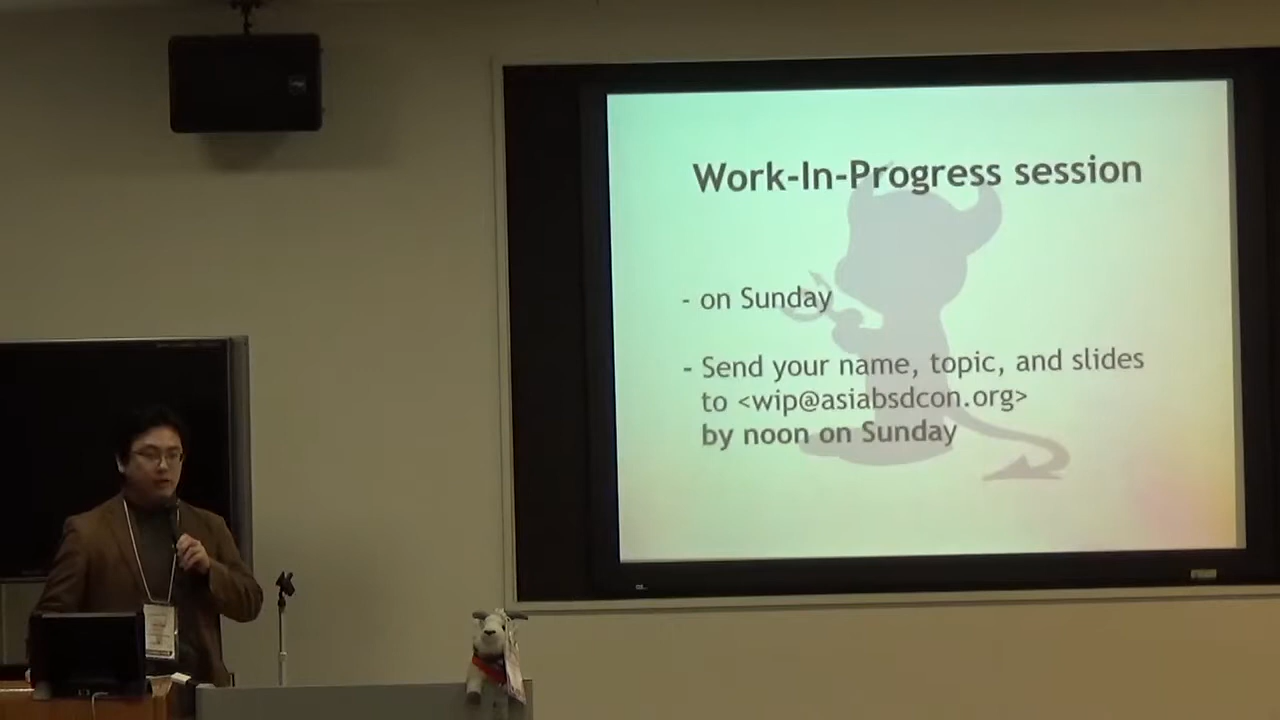 Work-In-Progress session
- on Sunday
- Send your name, topic, and slides
to <wip@asiabsdcon.org>
by noon on Sunday